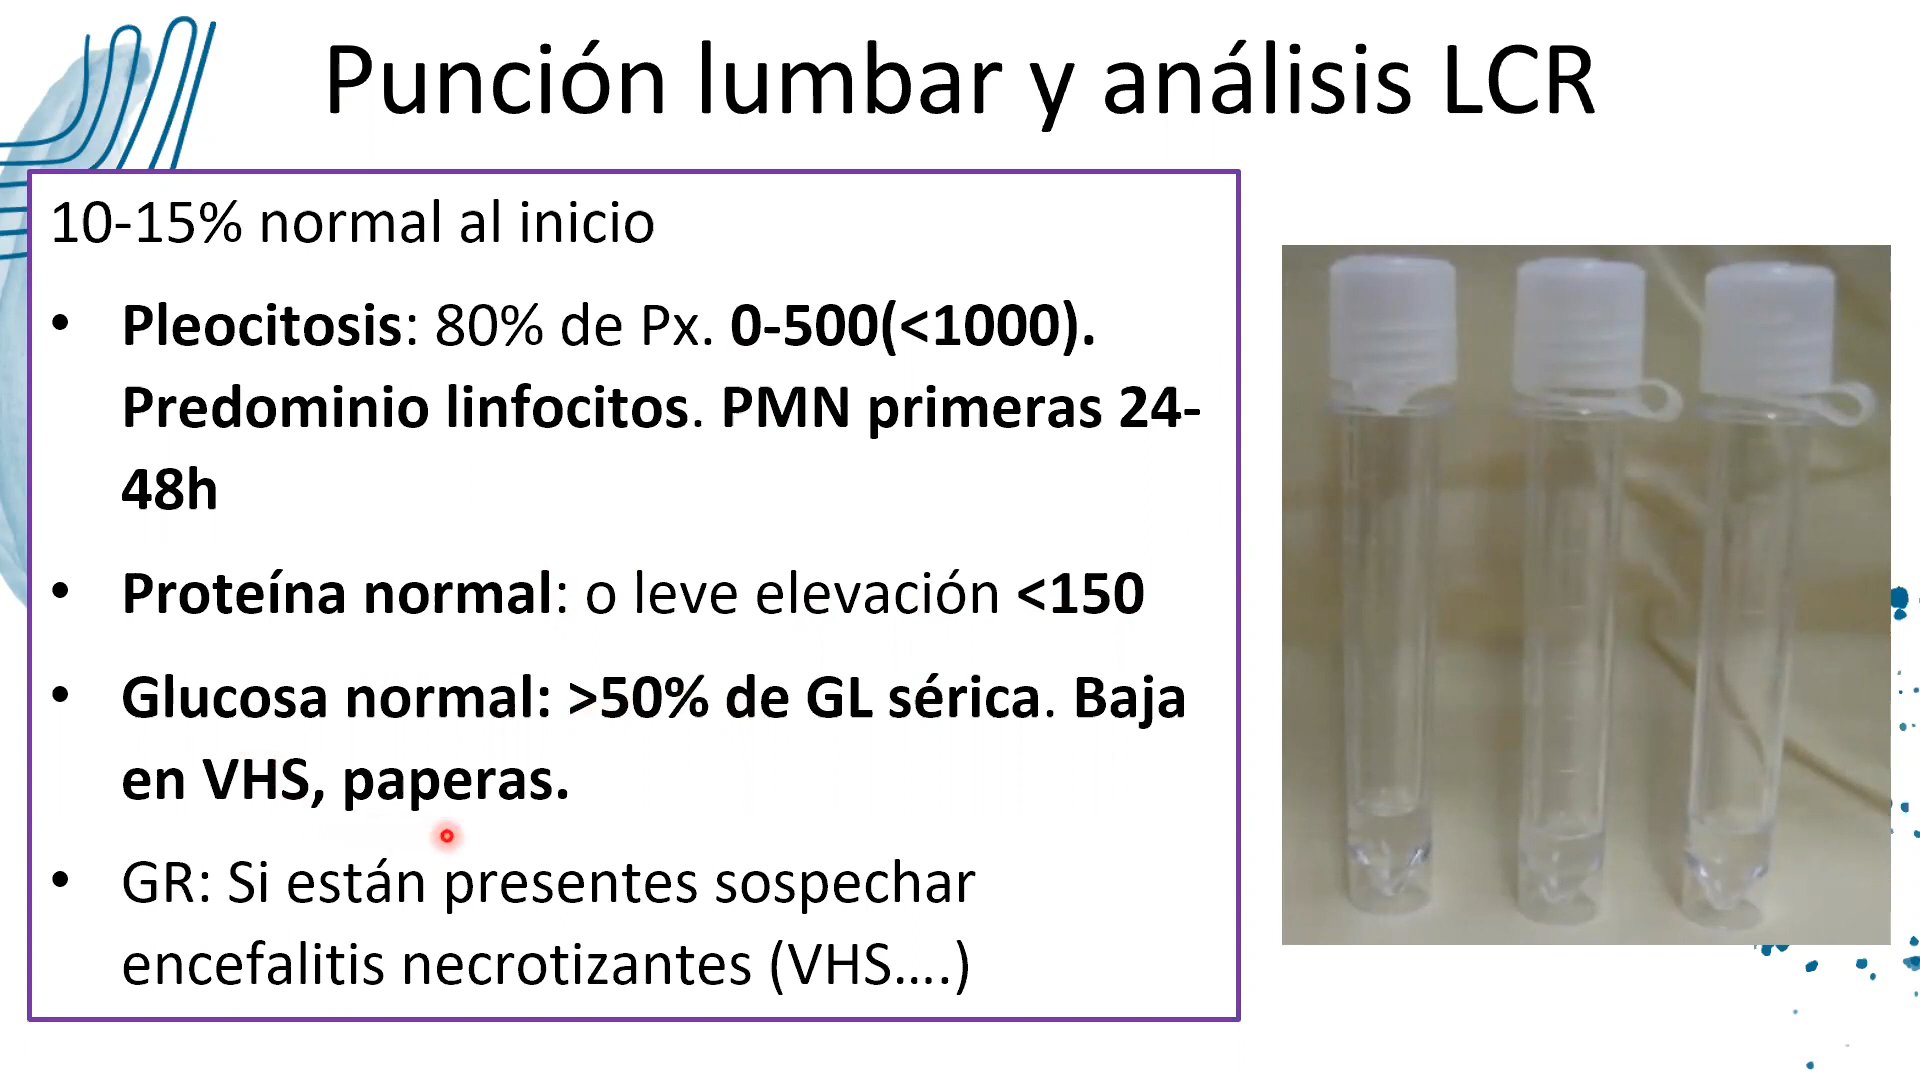 Punción lumbar y análisis LCR
10-15% normal al inicio
• Pleocitosis: 80% de Px. 0-500(<1000).
Predominio linfocitos. PMN primeras 24-
48h
• Proteína normal: o leve elevación <150
• Glucosa normal: >50% de GL sérica. Baja
en VHS, paperas.
• GR: Si están presentes sospechar
encefalitis necrotizantes (VHS....)